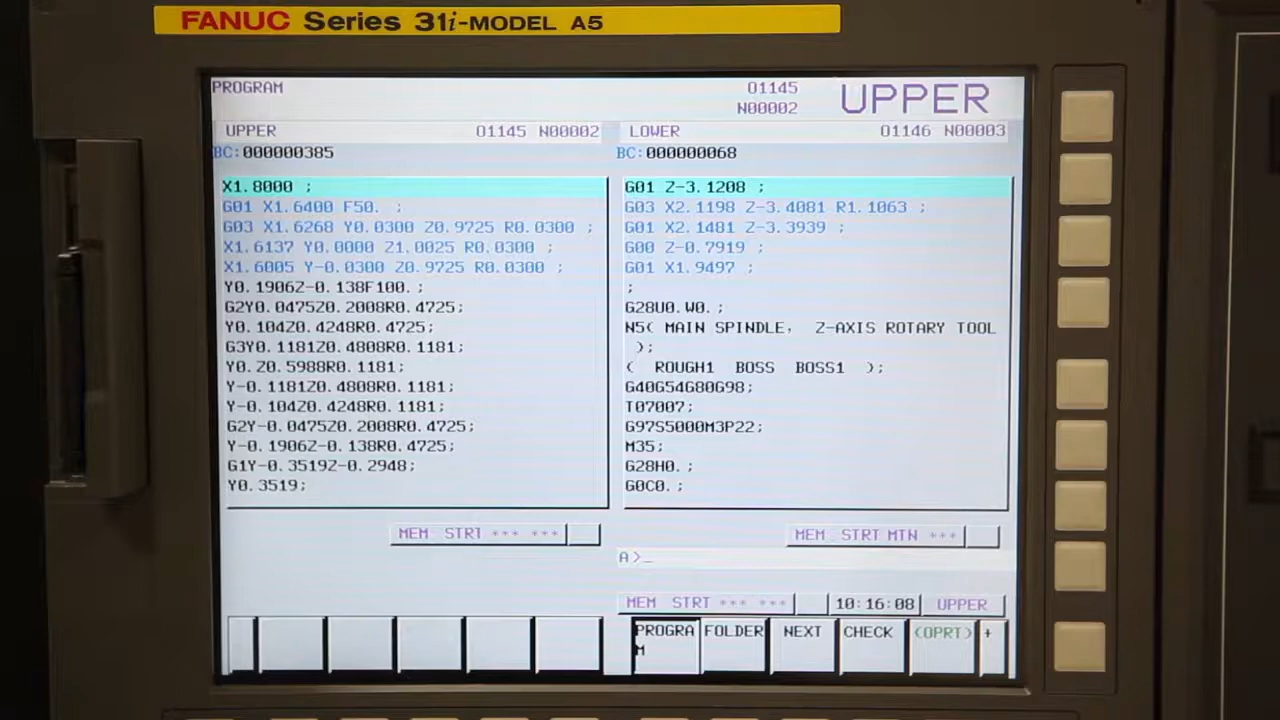 FANUC Series 31i-MODEL A5
PROGRAM
O1145
N00002
UPPER
UPPER O1145 N00002
BC:000000385
X1.8000 ;
G01 X1.6400 F50. ;
G03 X1.6268 Y0.0300 Z0.9725 R0.0300 ;
X1.6137 Y0.0000 Z1.0025 R0.0300 ;
X1.6005 Y-0.0300 Z0.9725 R0.0300 ;
Y0.1906Z-0.138F100.;
G2Y0.0475Z0.2008R0.4725;
Y0.104Z0.4248R0.4725;
G3Y0.1181Z0.4808R0.1181;
Y0.Z0.5988R0.1181;
Y-0.1181Z0.4808R0.1181;
Y-0.104Z0.4248R0.1181;
G2Y-0.0475Z0.2008R0.4725;
Y-0.1906Z-0.138R0.4725;
G1Y-0.3519Z-0.2948;
Y0.3519;
MEM STRT *** ***
LOWER O1146 N00003
BC:000000068
G01 Z-3.1208 ;
G03 X2.1198 Z-3.4081 R1.1063 ;
G01 X2.1481 Z-3.3939 ;
G00 Z-0.7919 ;
G01 X1.9497 ;
;
G28U0.W0.;
N5( MAIN SPINDLE, Z-AXIS ROTARY TOOL
);
( ROUGH1 BOSS BOSS1 );
G40G54G80G98;
T07007;
G97S5000M3P22;
M35;
G28H0.;
G0C0.;
MEM STRT MTN ***
A>_
MEM STRT *** *** 10:16:08 UPPER
PROGRA FOLDER NEXT CHECK (OPRT) +
M